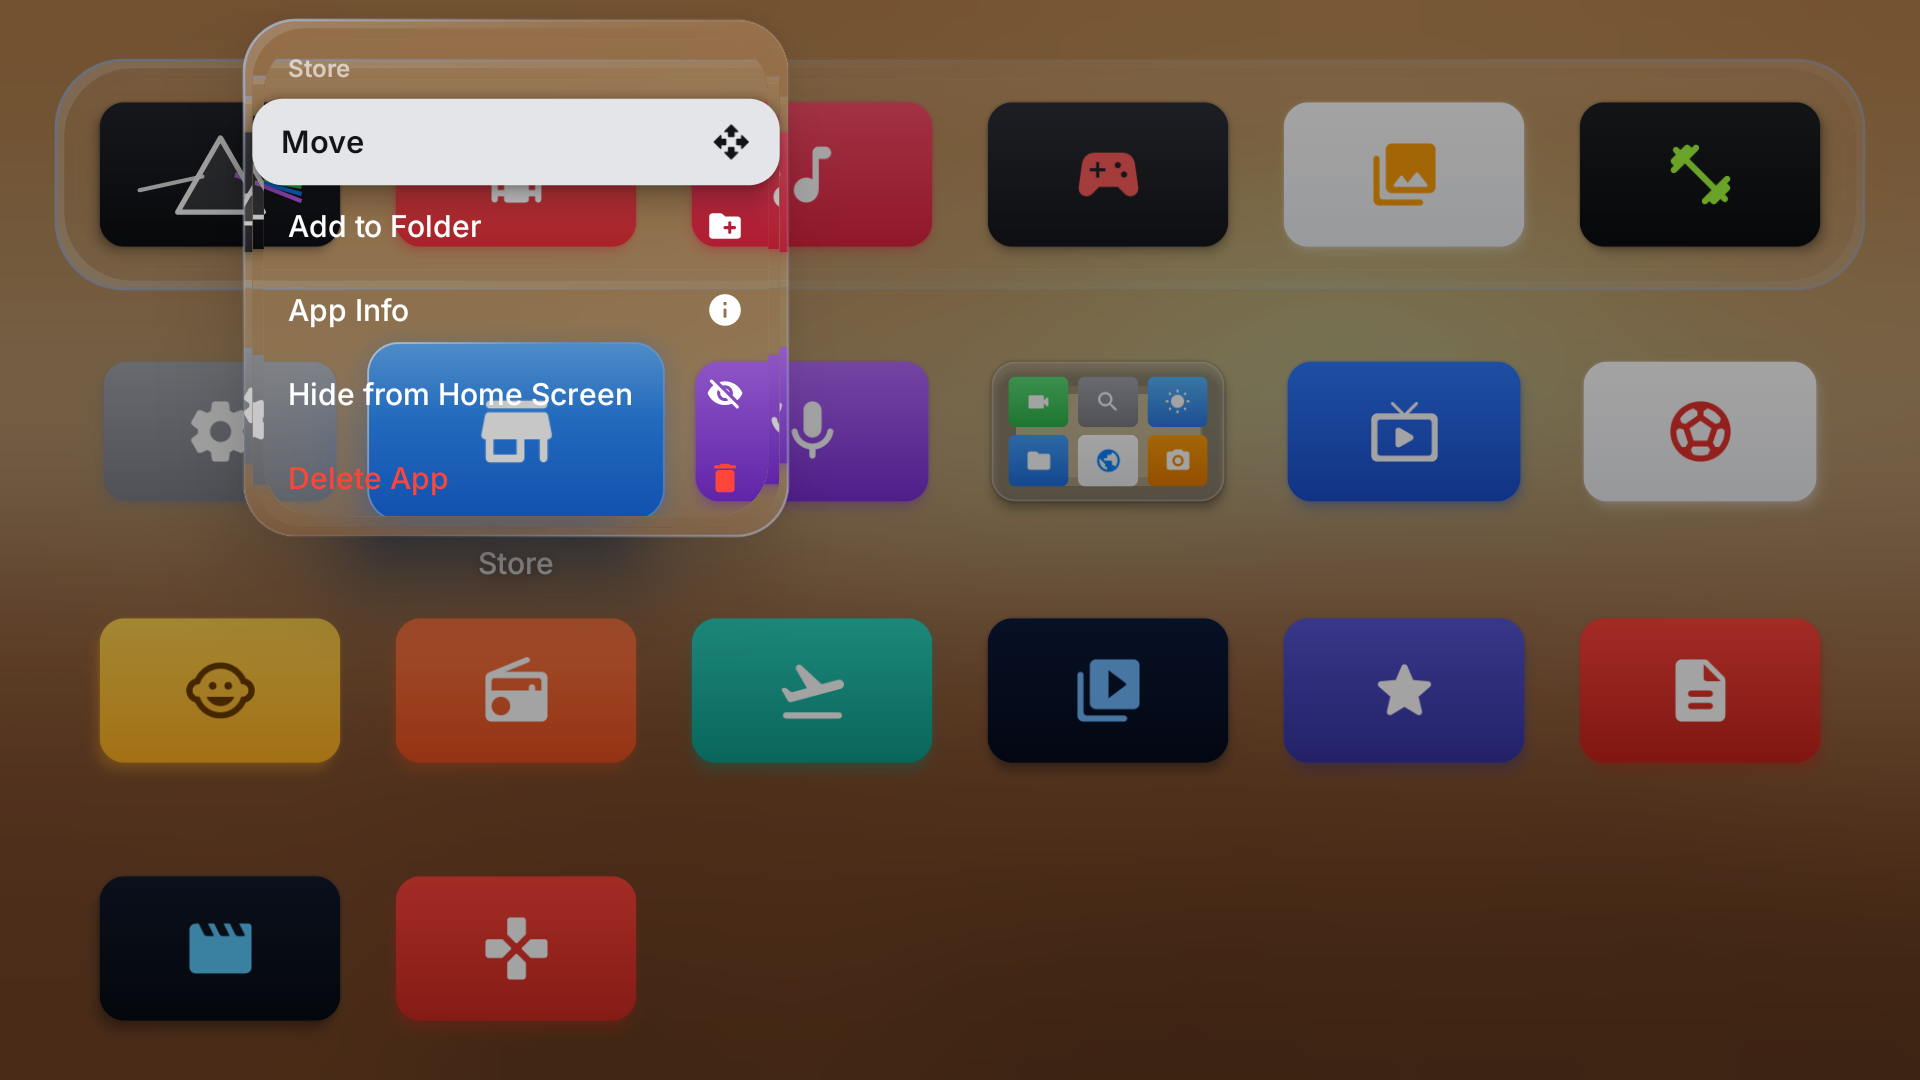 Store
Move
Add to Folder
App Info
Hide from Home Screen
Delete App
Store